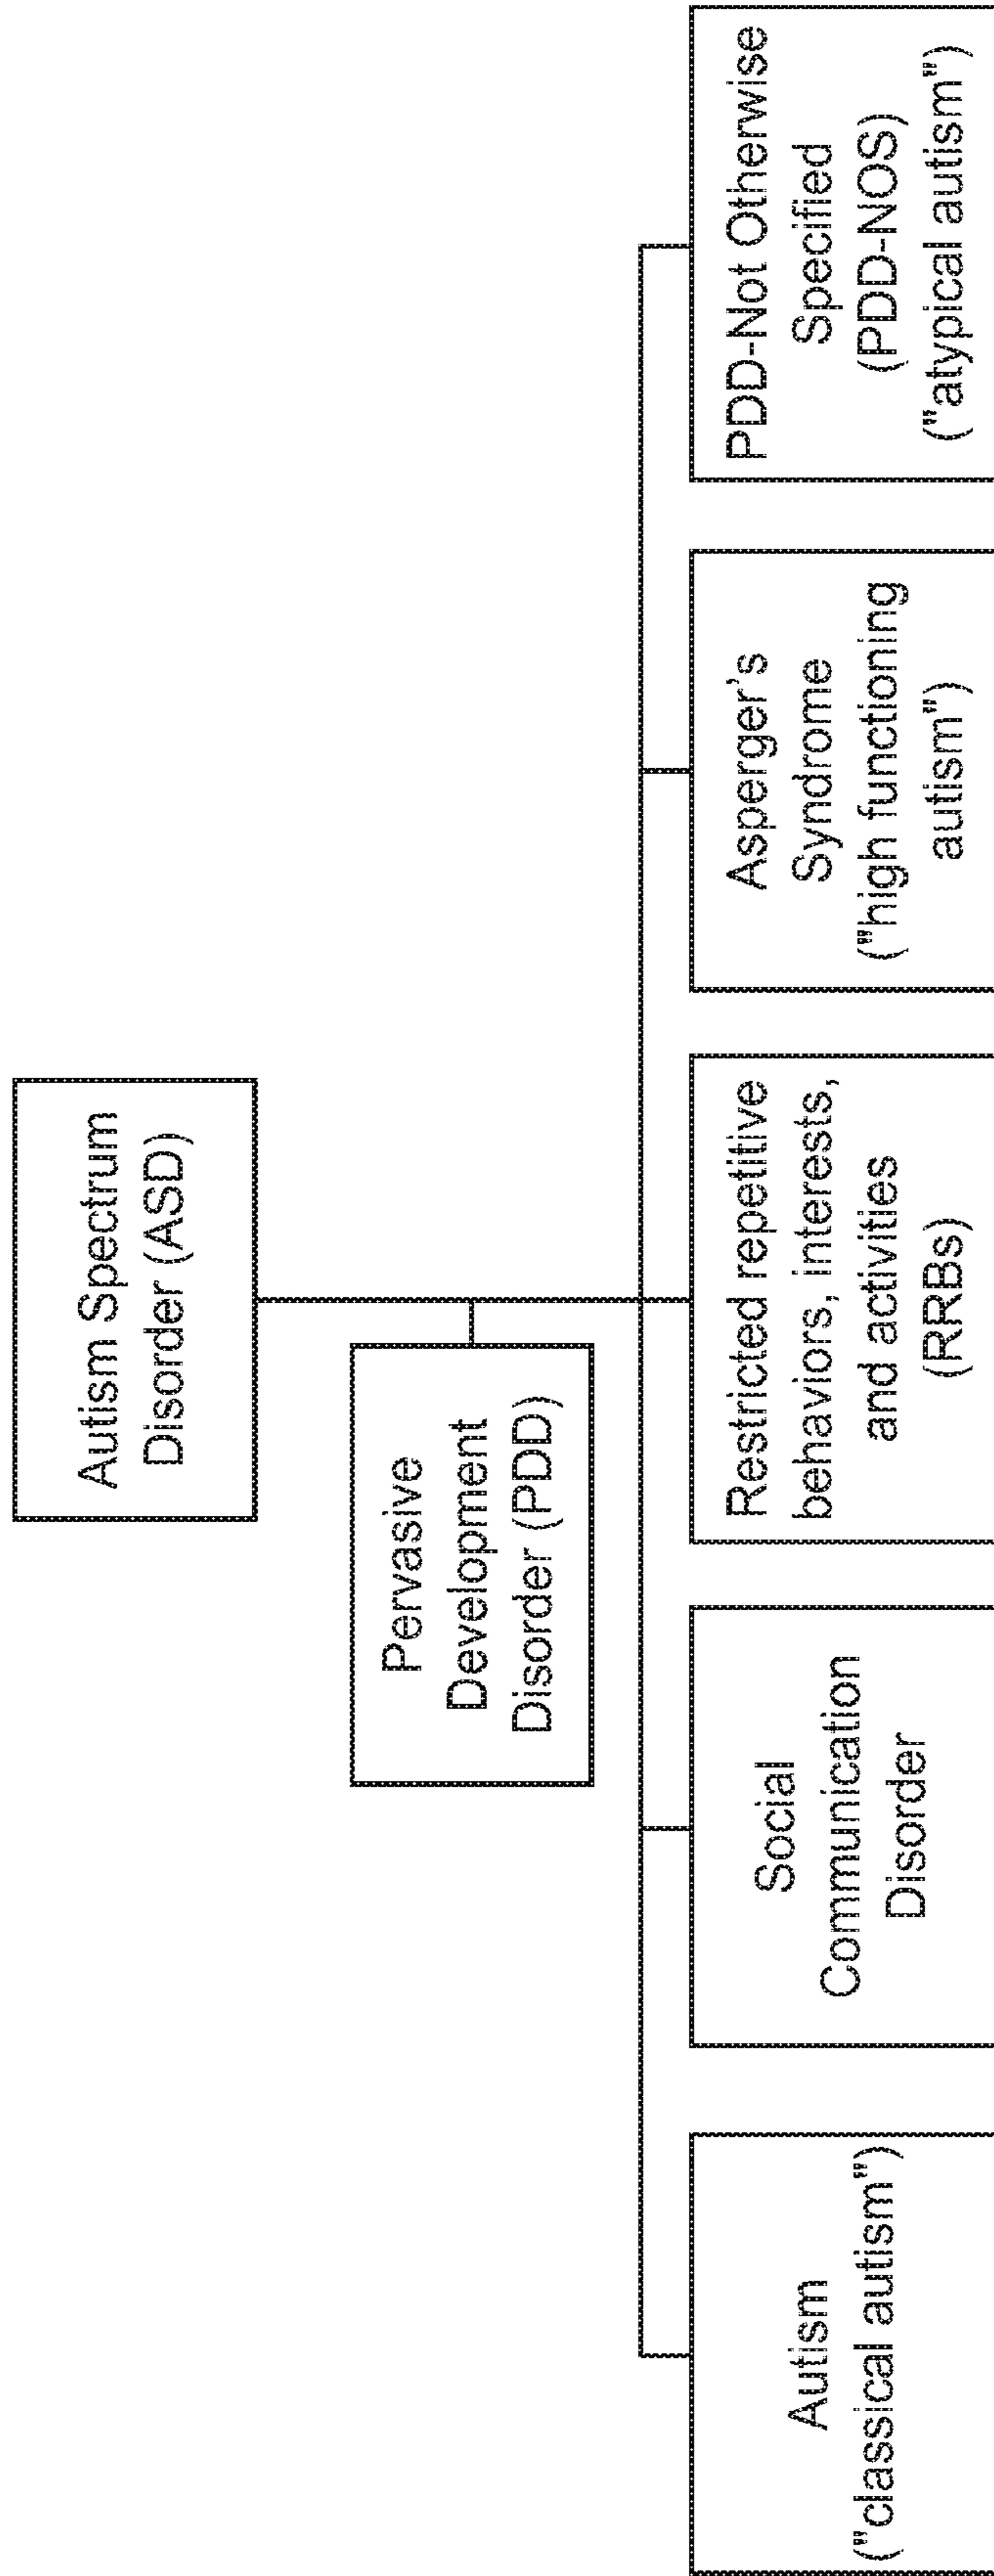 Autism Spectrum
Disorder (ASD)
Pervasive
Development
Disorder (PDD)
Autism
("classical autism")
Social
Communication
Disorder
Restricted repetitive
behaviors, interests,
and activities
(RRBs)
Asperger's
Syndrome
("high functioning
autism")
PDD-Not Otherwise
Specified
(PDD-NOS)
("atypical autism")